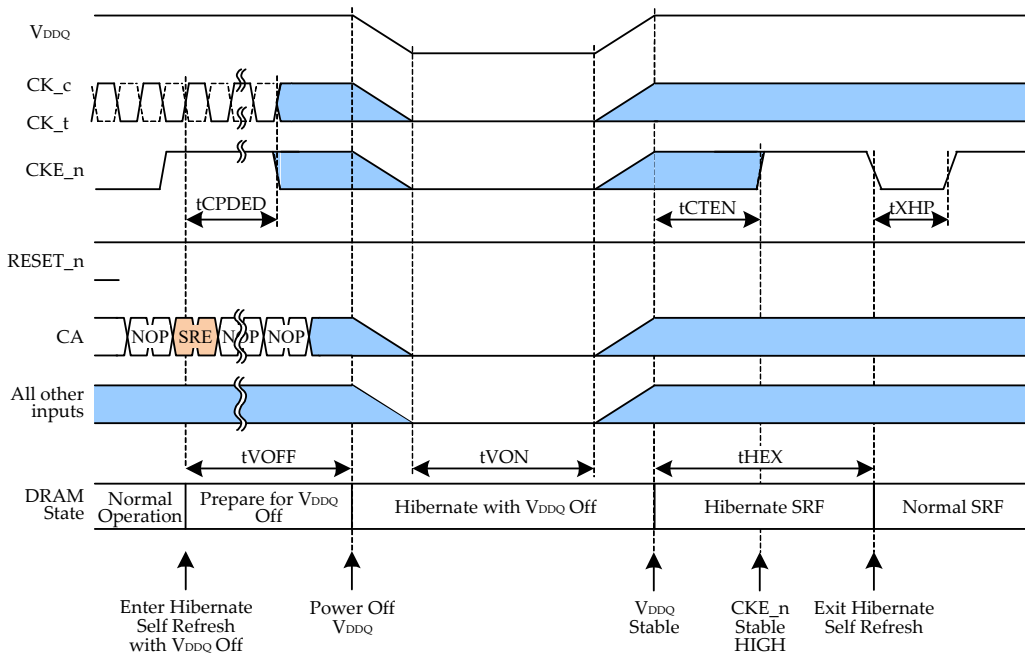 VDDQ
CK_c
CK_t
CKE_n
tCPDED
tCTEN
tXHP
RESET_n
CA
NOP
SRE
NOP
NOP
All other
inputs
tVOFF
tVON
tHEX
DRAM
State
Normal
Operation
Prepare for VDDQ
Off
Hibernate with VDDQ Off
Hibernate SRF
Normal SRF
Enter Hibernate
Self Refresh
with VDDQ Off
Power Off
VDDQ
VDDQ
Stable
CKE_n
Stable
HIGH
Exit Hibernate
Self Refresh